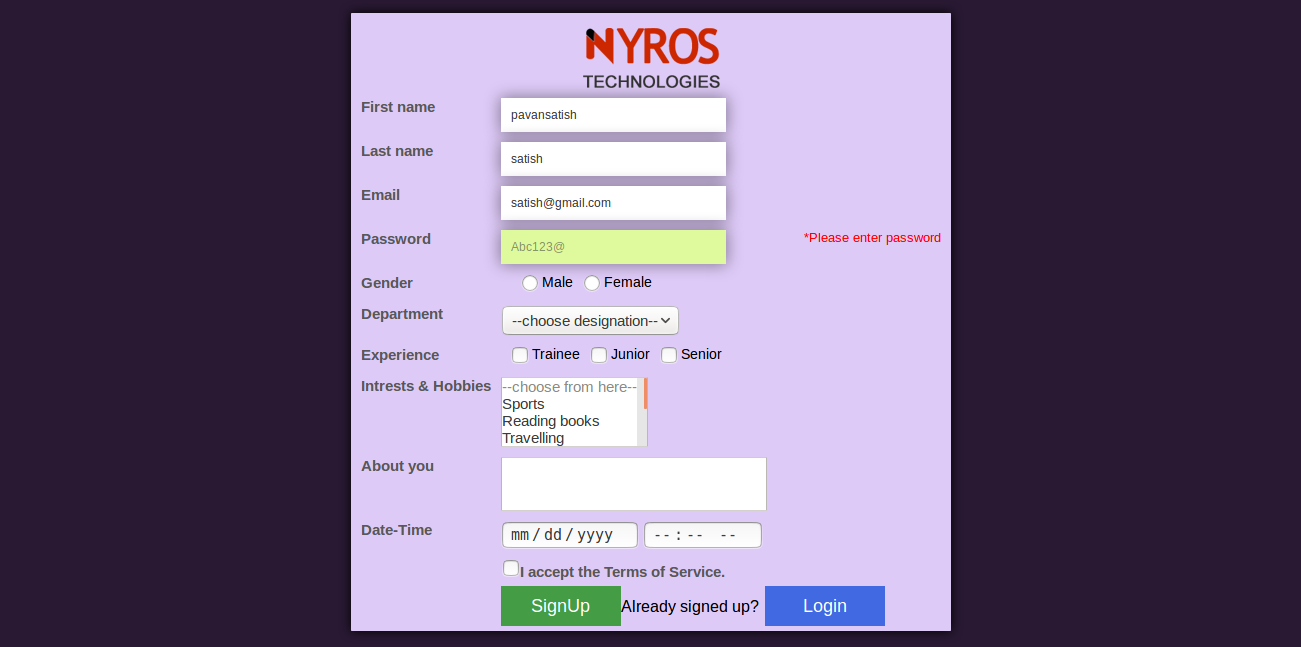 NYROS
TECHNOLOGIES
First name pavansatish
Last name satish
Email satish@gmail.com
Password Abc123@ *Please enter password
Gender Male Female
Department --choose designation--
Experience Trainee Junior Senior
Intrests & Hobbies --choose from here--
Sports
Reading books
Travelling
About you
Date-Time mm/dd/yyyy --:-- --
I accept the Terms of Service.
SignUp Already signed up? Login